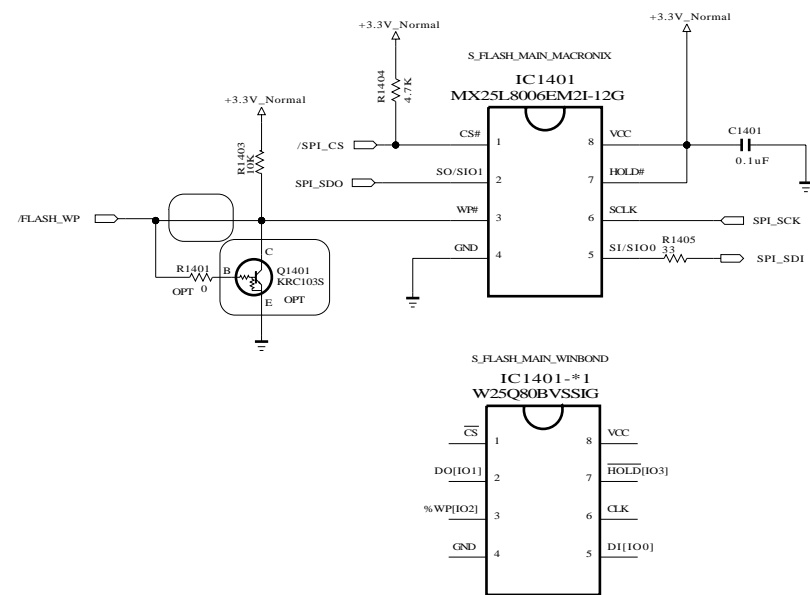 +3.3V_Normal
+3.3V_Normal
S_FLASH_MAIN_MACRONIX
R1404
4.7K
IC1401
MX25L8006EM2I-12G
+3.3V_Normal
R1403
10K
/SPI_CS
CS#
1
8
VCC
C1401
0.1uF
SPI_SDO
SO/SIO1
2
7
HOLD#
/FLASH_WP
WP#
3
6
SCLK
SPI_SCK
GND
4
5
SI/SIO0
R1405
33
SPI_SDI
C
R1401
B
Q1401
KRC103S
OPT
0
E
OPT
S_FLASH_MAIN_WINBOND
IC1401-*1
W25Q80BVSSIG
CS
1
8
VCC
DO[IO1]
2
7
HOLD[IO3]
%WP[IO2]
3
6
CLK
GND
4
5
DI[IO0]